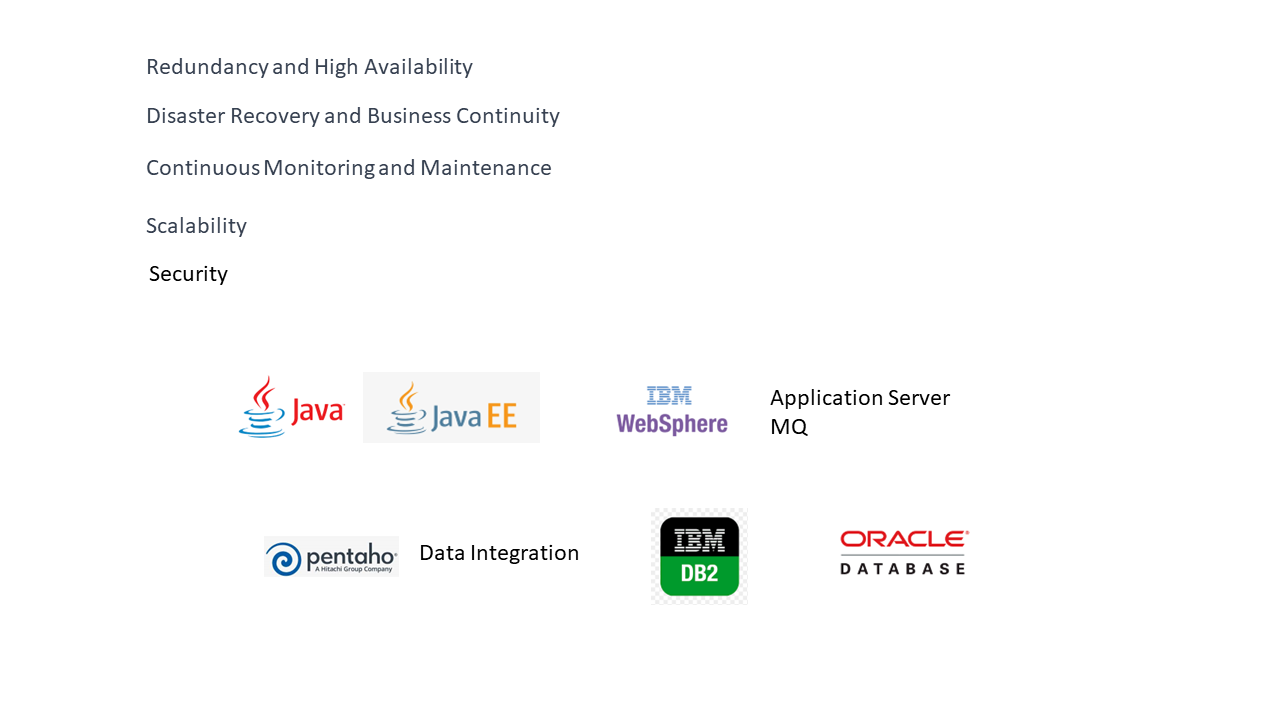 Redundancy and High Availability
Disaster Recovery and Business Continuity
Continuous Monitoring and Maintenance
Scalability
Security
Java
Java EE
IBM
WebSphere
Application Server
MQ
pentaho
A Hitachi Group Company
Data Integration
IBM
DB2
ORACLE
DATABASE